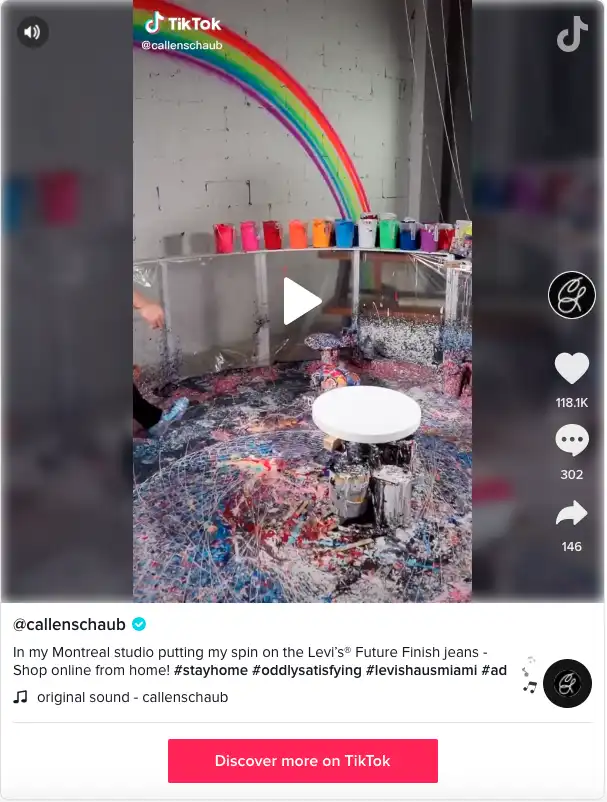 TikTok
@callenschaub
118.1K
302
146
@callenschaub
In my Montreal studio putting my spin on the Levi's® Future Finish jeans -
Shop online from home! #stayhome #oddlysatisfying #levishausmiami #ad
original sound - callenschaub
Discover more on TikTok